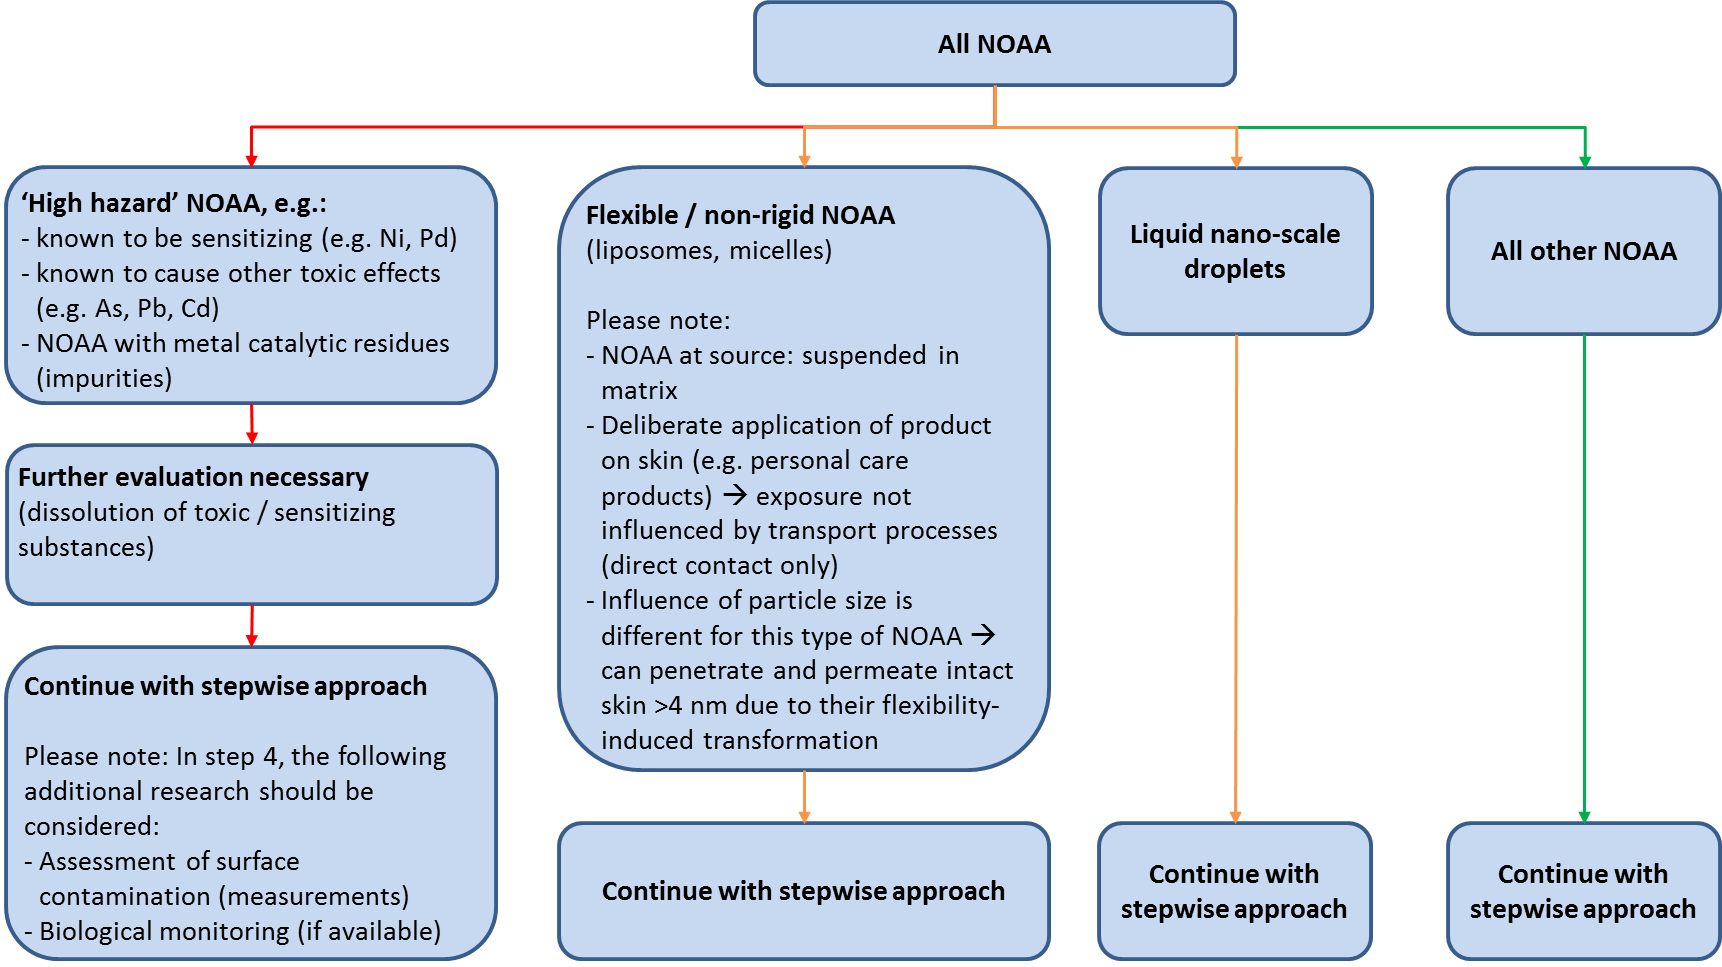 All NOAA
‘High hazard’ NOAA, e.g.:
- known to be sensitizing (e.g. Ni, Pd)
- known to cause other toxic effects
(e.g. As, Pb, Cd)
- NOAA with metal catalytic residues
(impurities)
Further evaluation necessary
(dissolution of toxic / sensitizing
substances)
Continue with stepwise approach
Please note: In step 4, the following
additional research should be
considered:
- Assessment of surface
contamination (measurements)
- Biological monitoring (if available)
Flexible / non-rigid NOAA
(liposomes, micelles)
Please note:
- NOAA at source: suspended in
matrix
- Deliberate application of product
on skin (e.g. personal care
products) → exposure not
influenced by transport processes
(direct contact only)
- Influence of particle size is
different for this type of NOAA →
can penetrate and permeate intact
skin >4 nm due to their flexibility-
induced transformation
Continue with stepwise approach
Liquid nano-scale
droplets
Continue with
stepwise approach
All other NOAA
Continue with
stepwise approach